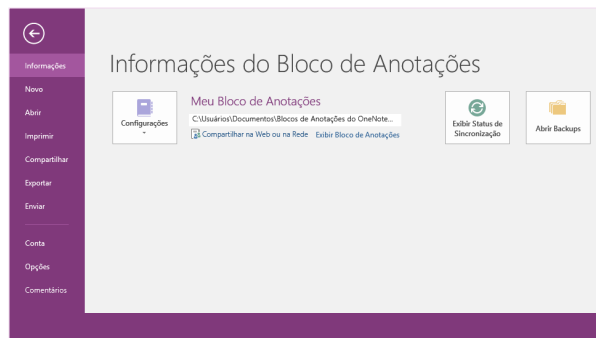 Informações
Novo
Abrir
Imprimir
Compartilhar
Exportar
Enviar
Conta
Opções
Comentários
Informações do Bloco de Anotações
Configurações
Meu Bloco de Anotações
C:\Usuários\Documentos\Blocos de Anotações do OneNote...
Compartilhar na Web ou na Rede Exibir Bloco de Anotações
Exibir Status de
Sincronização
Abrir Backups